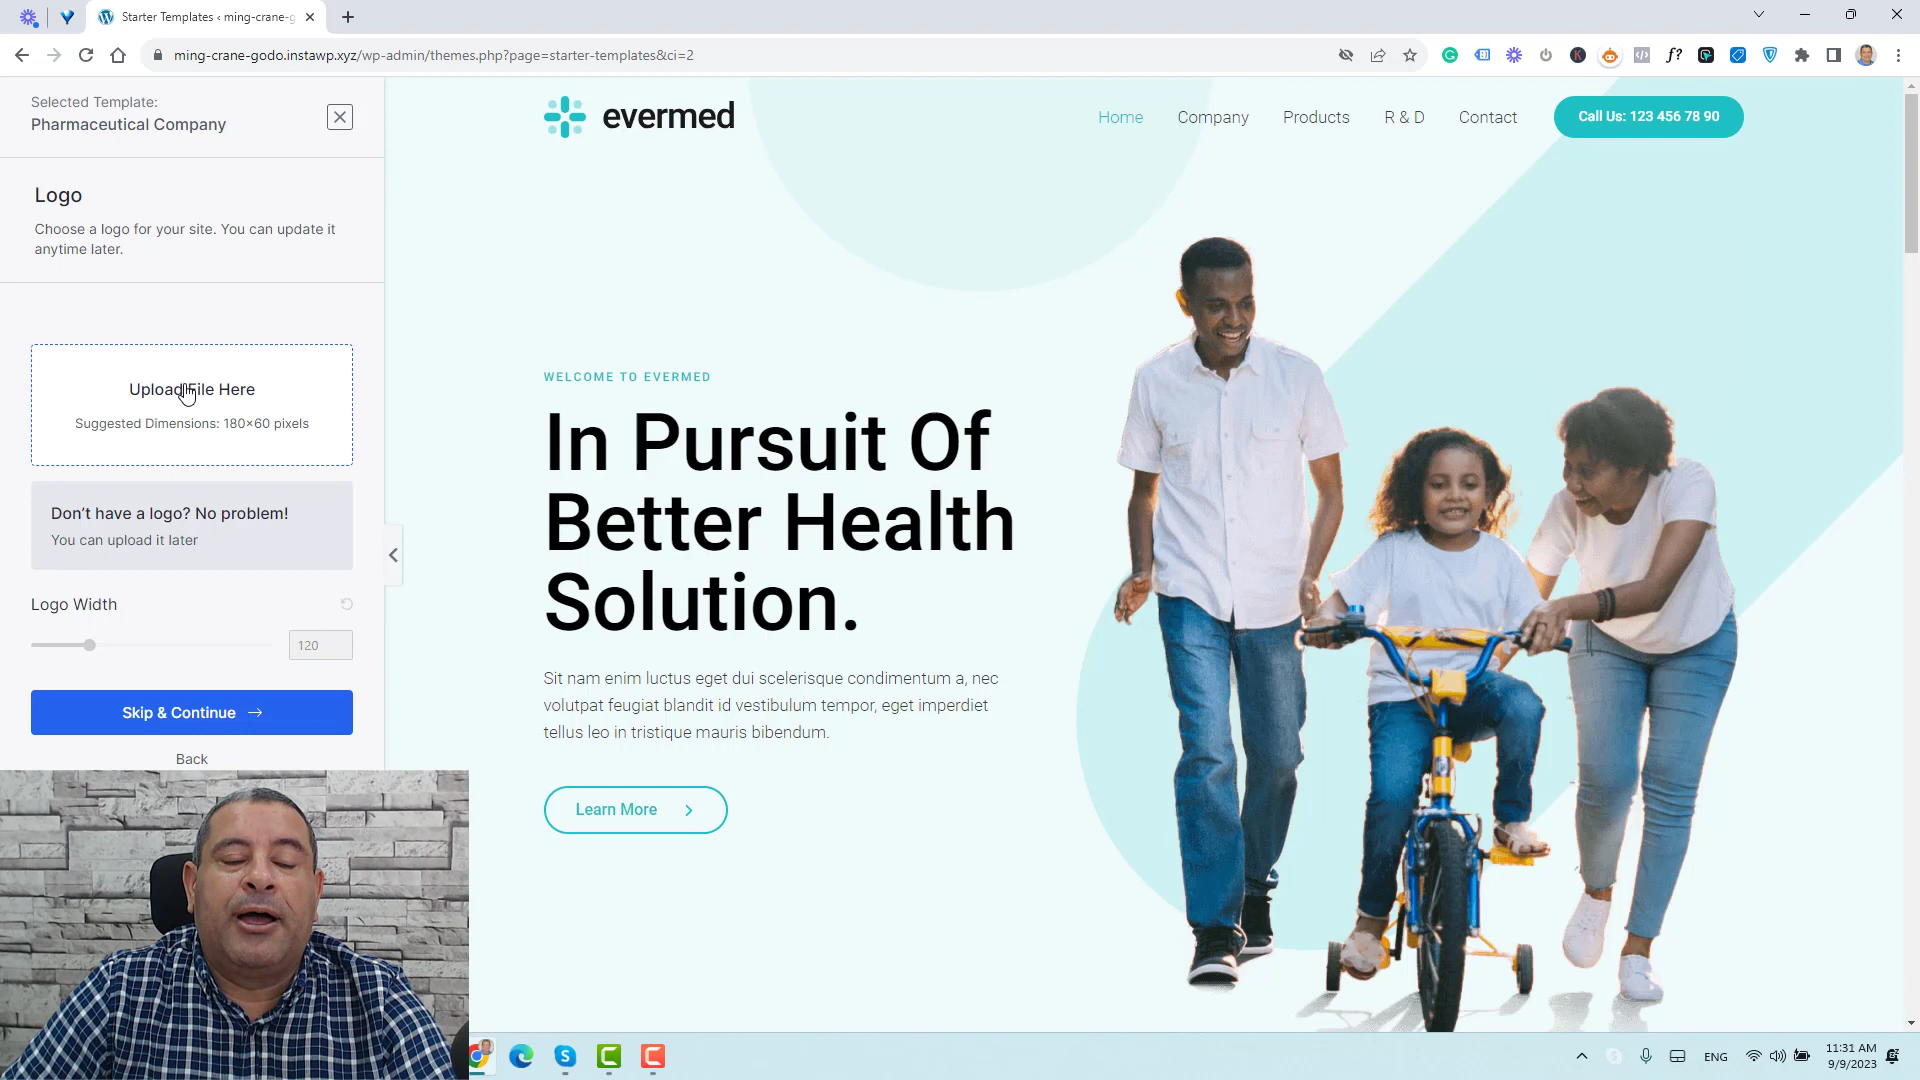 Starter Templates ‹ ming-crane-g
ming-crane-godo.instawp.xyz/wp-admin/themes.php?page=starter-templates&ci=2
Selected Template:
Pharmaceutical Company
evermed
Home
Company
Products
R & D
Contact
Call Us: 123 456 78 90
Logo
Choose a logo for your site. You can update it
anytime later.
Upload File Here
Suggested Dimensions: 180×60 pixels
Don't have a logo? No problem!
You can upload it later
Logo Width
120
Skip & Continue
Back
WELCOME TO EVERMED
In Pursuit Of
Better Health
Solution.
Sit nam enim luctus eget dui scelerisque condimentum a, nec
volutpat feugiat blandit id vestibulum tempor, eget imperdiet
tellus leo in tristique mauris bibendum.
Learn More
ENG
11:31 AM
9/9/2023